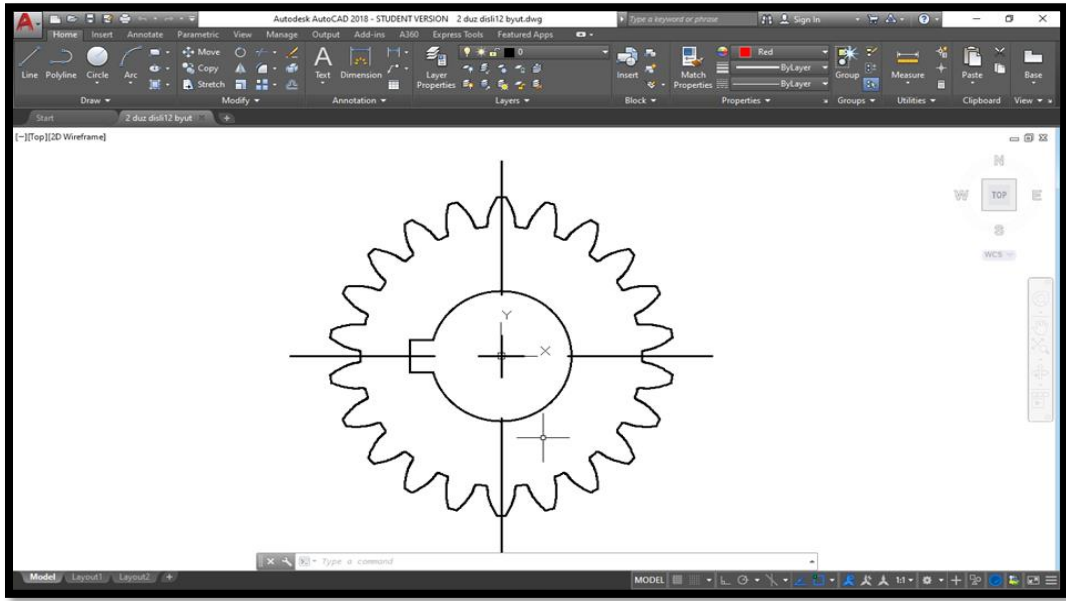 Autodesk AutoCAD 2018 - STUDENT VERSION 2 duz disli12 byut.dwg
Type a keyword or phrase
Sign In
Home Insert Annotate Parametric View Manage Output Add-ins A360 Express Tools Featured Apps
Line Polyline Circle Arc
Move
Copy
Stretch
Text Dimension
Layer
Properties
0
Insert
Match
Properties
Red
ByLayer
ByLayer
Group
Measure
Paste
Base
Draw Modify Annotation Layers Block Properties Groups Utilities Clipboard View
Start 2 duz disli12 byut
[−][Top][2D Wireframe]
N
W TOP E
S
WCS
Y
X
Type a command
Model Layout1 Layout2
MODEL
1:1